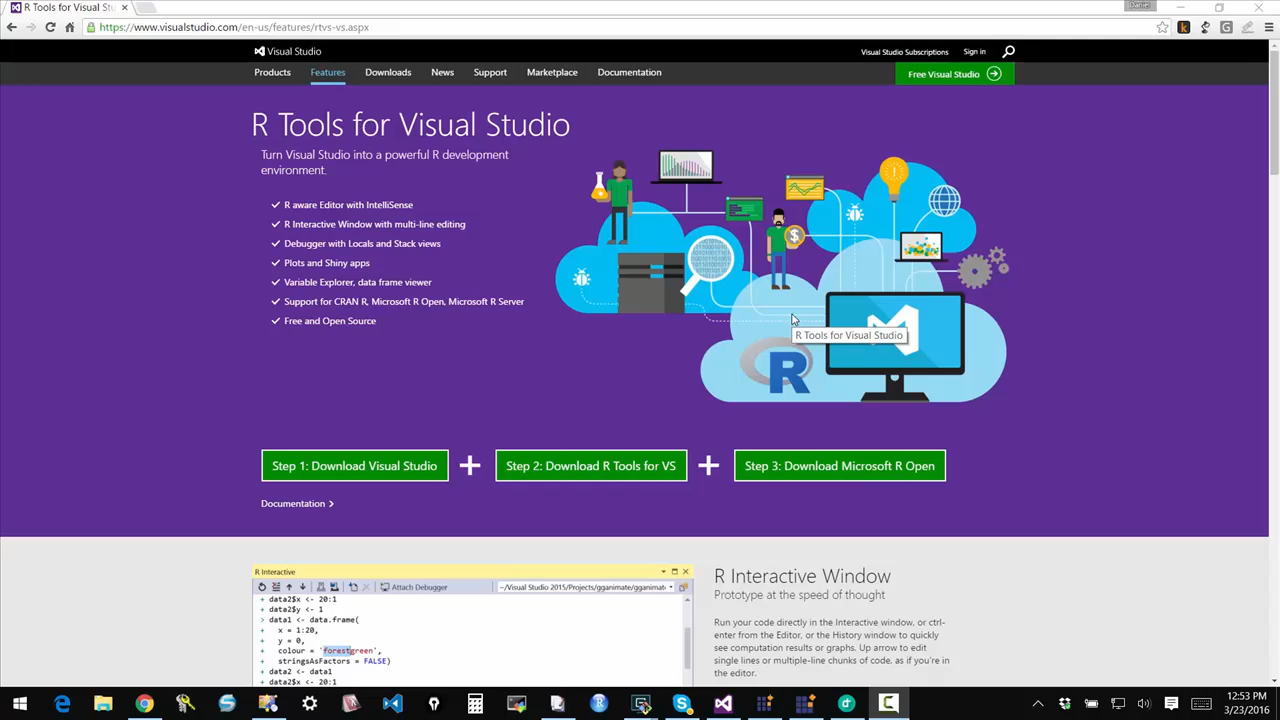 R Tools for Visual Stud
Daniel
https://www.visualstudio.com/en-us/features/rtvs-vs.aspx
Visual Studio
Visual Studio Subscriptions
Sign in
Products
Features
Downloads
News
Support
Marketplace
Documentation
Free Visual Studio
R Tools for Visual Studio
Turn Visual Studio into a powerful R development
environment.
R aware Editor with IntelliSense
R Interactive Window with multi-line editing
Debugger with Locals and Stack views
Plots and Shiny apps
Variable Explorer, data frame viewer
Support for CRAN R, Microsoft R Open, Microsoft R Server
Free and Open Source
R Tools for Visual Studio
R
Step 1: Download Visual Studio
+
Step 2: Download R Tools for VS
+
Step 3: Download Microsoft R Open
Documentation >
R Interactive
Attach Debugger
~/Visual Studio 2015/Projects/gganimate/gganimate
+ data2$x <- 20:1
+ data2$y <- 1
> data1 <- data.frame(
+ x = 1:20,
+ y = 0,
+ colour = 'forestgreen',
+ stringsAsFactors = FALSE)
+ data2 <- data1
+ data2$x <- 20:1
R Interactive Window
Prototype at the speed of thought
Run your code directly in the Interactive window, or ctrl-
enter from the Editor, or the History window to quickly
see computation results or graphs. Up arrow to edit
single lines or multiple-line chunks of code, as if you're in
the editor.
12:53 PM
3/23/2016